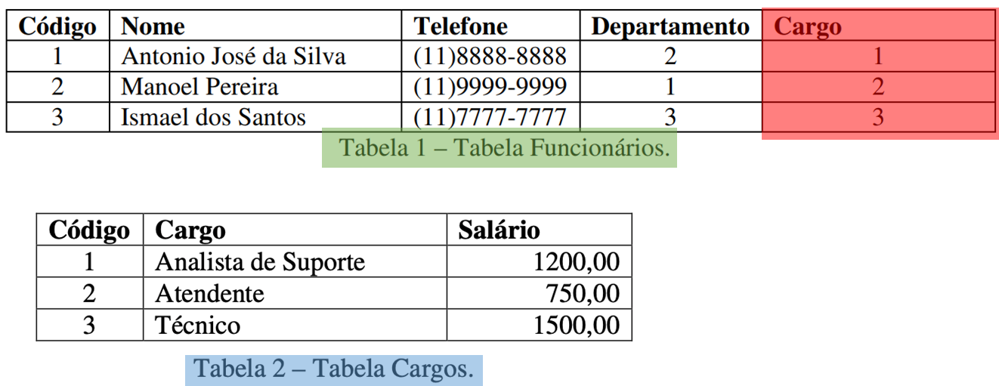 Código Nome Telefone Departamento Cargo
1 Antonio José da Silva (11)8888-8888 2 1
2 Manoel Pereira (11)9999-9999 1 2
3 Ismael dos Santos (11)7777-7777 3 3
Tabela 1 – Tabela Funcionários.
Código Cargo Salário
1 Analista de Suporte 1200,00
2 Atendente 750,00
3 Técnico 1500,00
Tabela 2 – Tabela Cargos.